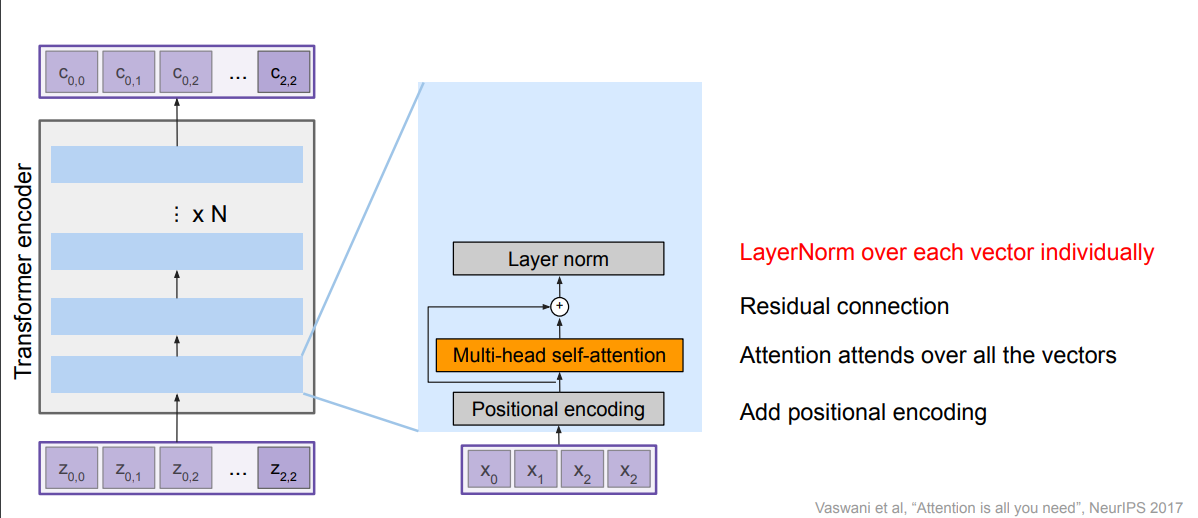 c0,0 c0,1 c0,2 ... c2,2
Transformer encoder
⋮ x N
z0,0 z0,1 z0,2 ... z2,2
Layer norm
+
Multi-head self-attention
Positional encoding
x0 x1 x2 x2
LayerNorm over each vector individually
Residual connection
Attention attends over all the vectors
Add positional encoding
Vaswani et al, “Attention is all you need”, NeurIPS 2017